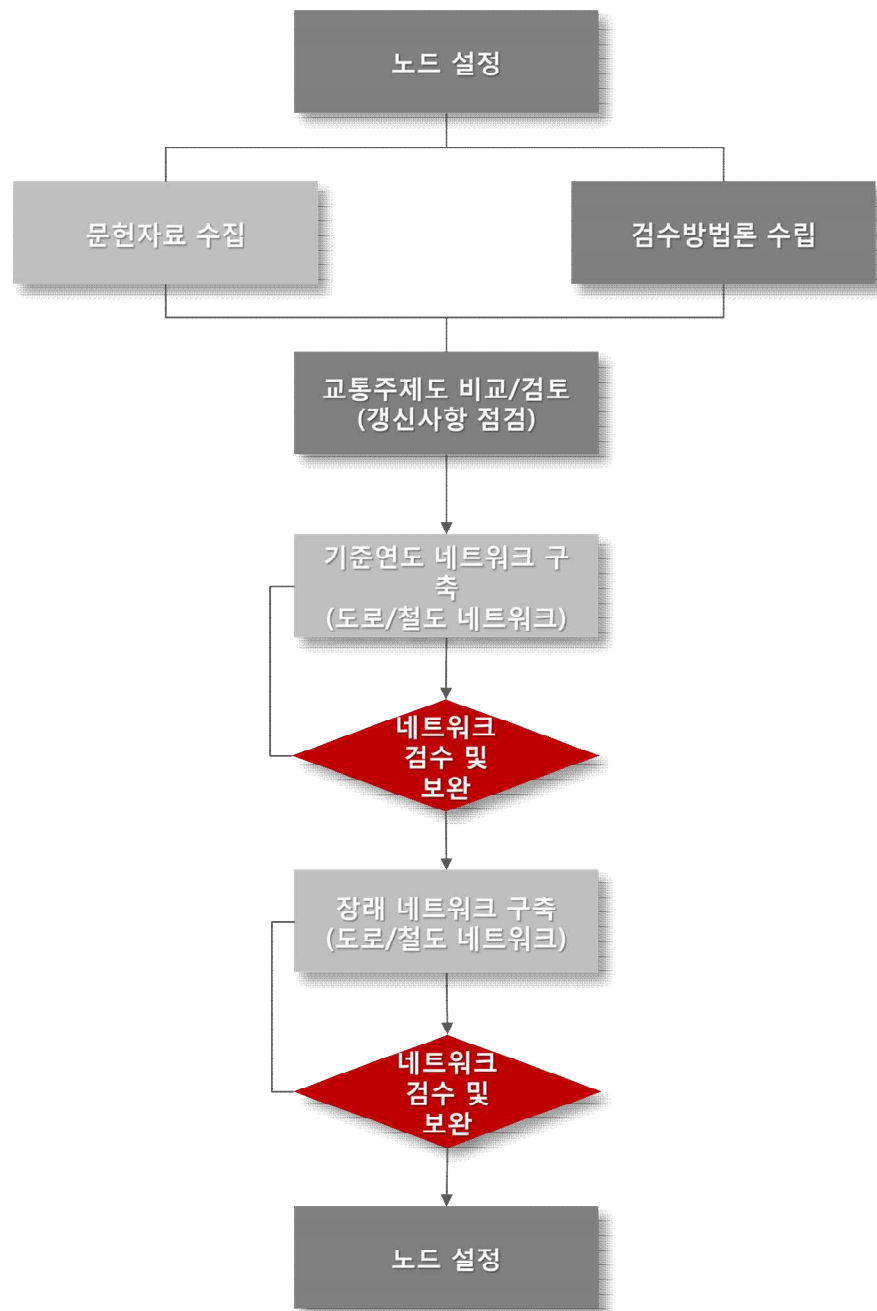 노드 설정
문헌자료 수집
검수방법론 수립
교통주제도 비교/검토
(갱신사항 점검)
기준연도 네트워크 구
축
(도로/철도 네트워크)
네트워크
검수 및
보완
장래 네트워크 구축
(도로/철도 네트워크)
네트워크
검수 및
보완
노드 설정